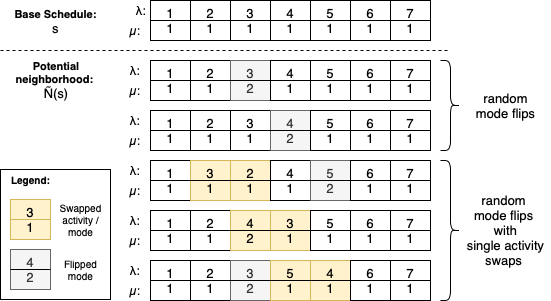 Base Schedule:
s
λ: 1 2 3 4 5 6 7
μ: 1 1 1 1 1 1 1
Potential
neighborhood:
Ñ(s)
λ: 1 2 3 4 5 6 7
μ: 1 1 2 1 1 1 1
λ: 1 2 3 4 5 6 7
μ: 1 1 1 2 1 1 1
random
mode flips
λ: 1 3 2 4 5 6 7
μ: 1 1 1 1 2 1 1
λ: 1 2 4 3 5 6 7
μ: 1 1 2 1 1 1 1
λ: 1 2 3 5 4 6 7
μ: 1 1 2 1 1 1 1
random
mode flips
with
single activity
swaps
Legend:
3
1
Swapped
activity /
mode
4
2
Flipped
mode